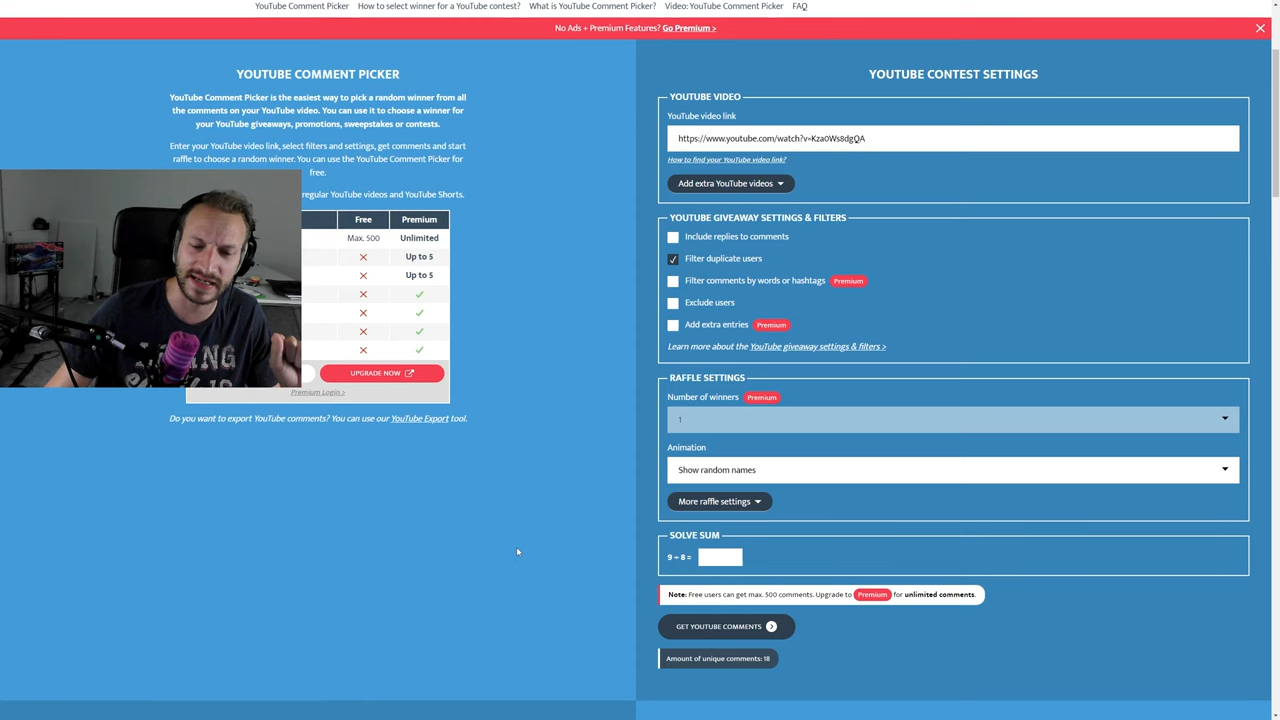 YouTube Comment Picker How to select winner for a YouTube contest? What is YouTube Comment Picker? Video: YouTube Comment Picker FAQ
No Ads + Premium Features? Go Premium >
YOUTUBE COMMENT PICKER
YouTube Comment Picker is the easiest way to pick a random winner from all
the comments on your YouTube video. You can use it to choose a winner for
your YouTube giveaways, promotions, sweepstakes or contests.
Enter your YouTube video link, select filters and settings, get comments and start
raffle to choose a random winner. You can use the YouTube Comment Picker for
free.
regular YouTube videos and YouTube Shorts.
Free Premium
Max. 500 Unlimited
Up to 5
Up to 5
UPGRADE NOW
Premium Login >
Do you want to export YouTube comments? You can use our YouTube Export tool.
YOUTUBE CONTEST SETTINGS
YOUTUBE VIDEO
YouTube video link
https://www.youtube.com/watch?v=Kza0Ws8dgQA
How to find your YouTube video link?
Add extra YouTube videos
YOUTUBE GIVEAWAY SETTINGS & FILTERS
Include replies to comments
Filter duplicate users
Filter comments by words or hashtags Premium
Exclude users
Add extra entries Premium
Learn more about the YouTube giveaway settings & filters >
RAFFLE SETTINGS
Number of winners Premium
1
Animation
Show random names
More raffle settings
SOLVE SUM
9 + 8 =
Note: Free users can get max. 500 comments. Upgrade to Premium for unlimited comments.
GET YOUTUBE COMMENTS
Amount of unique comments: 18